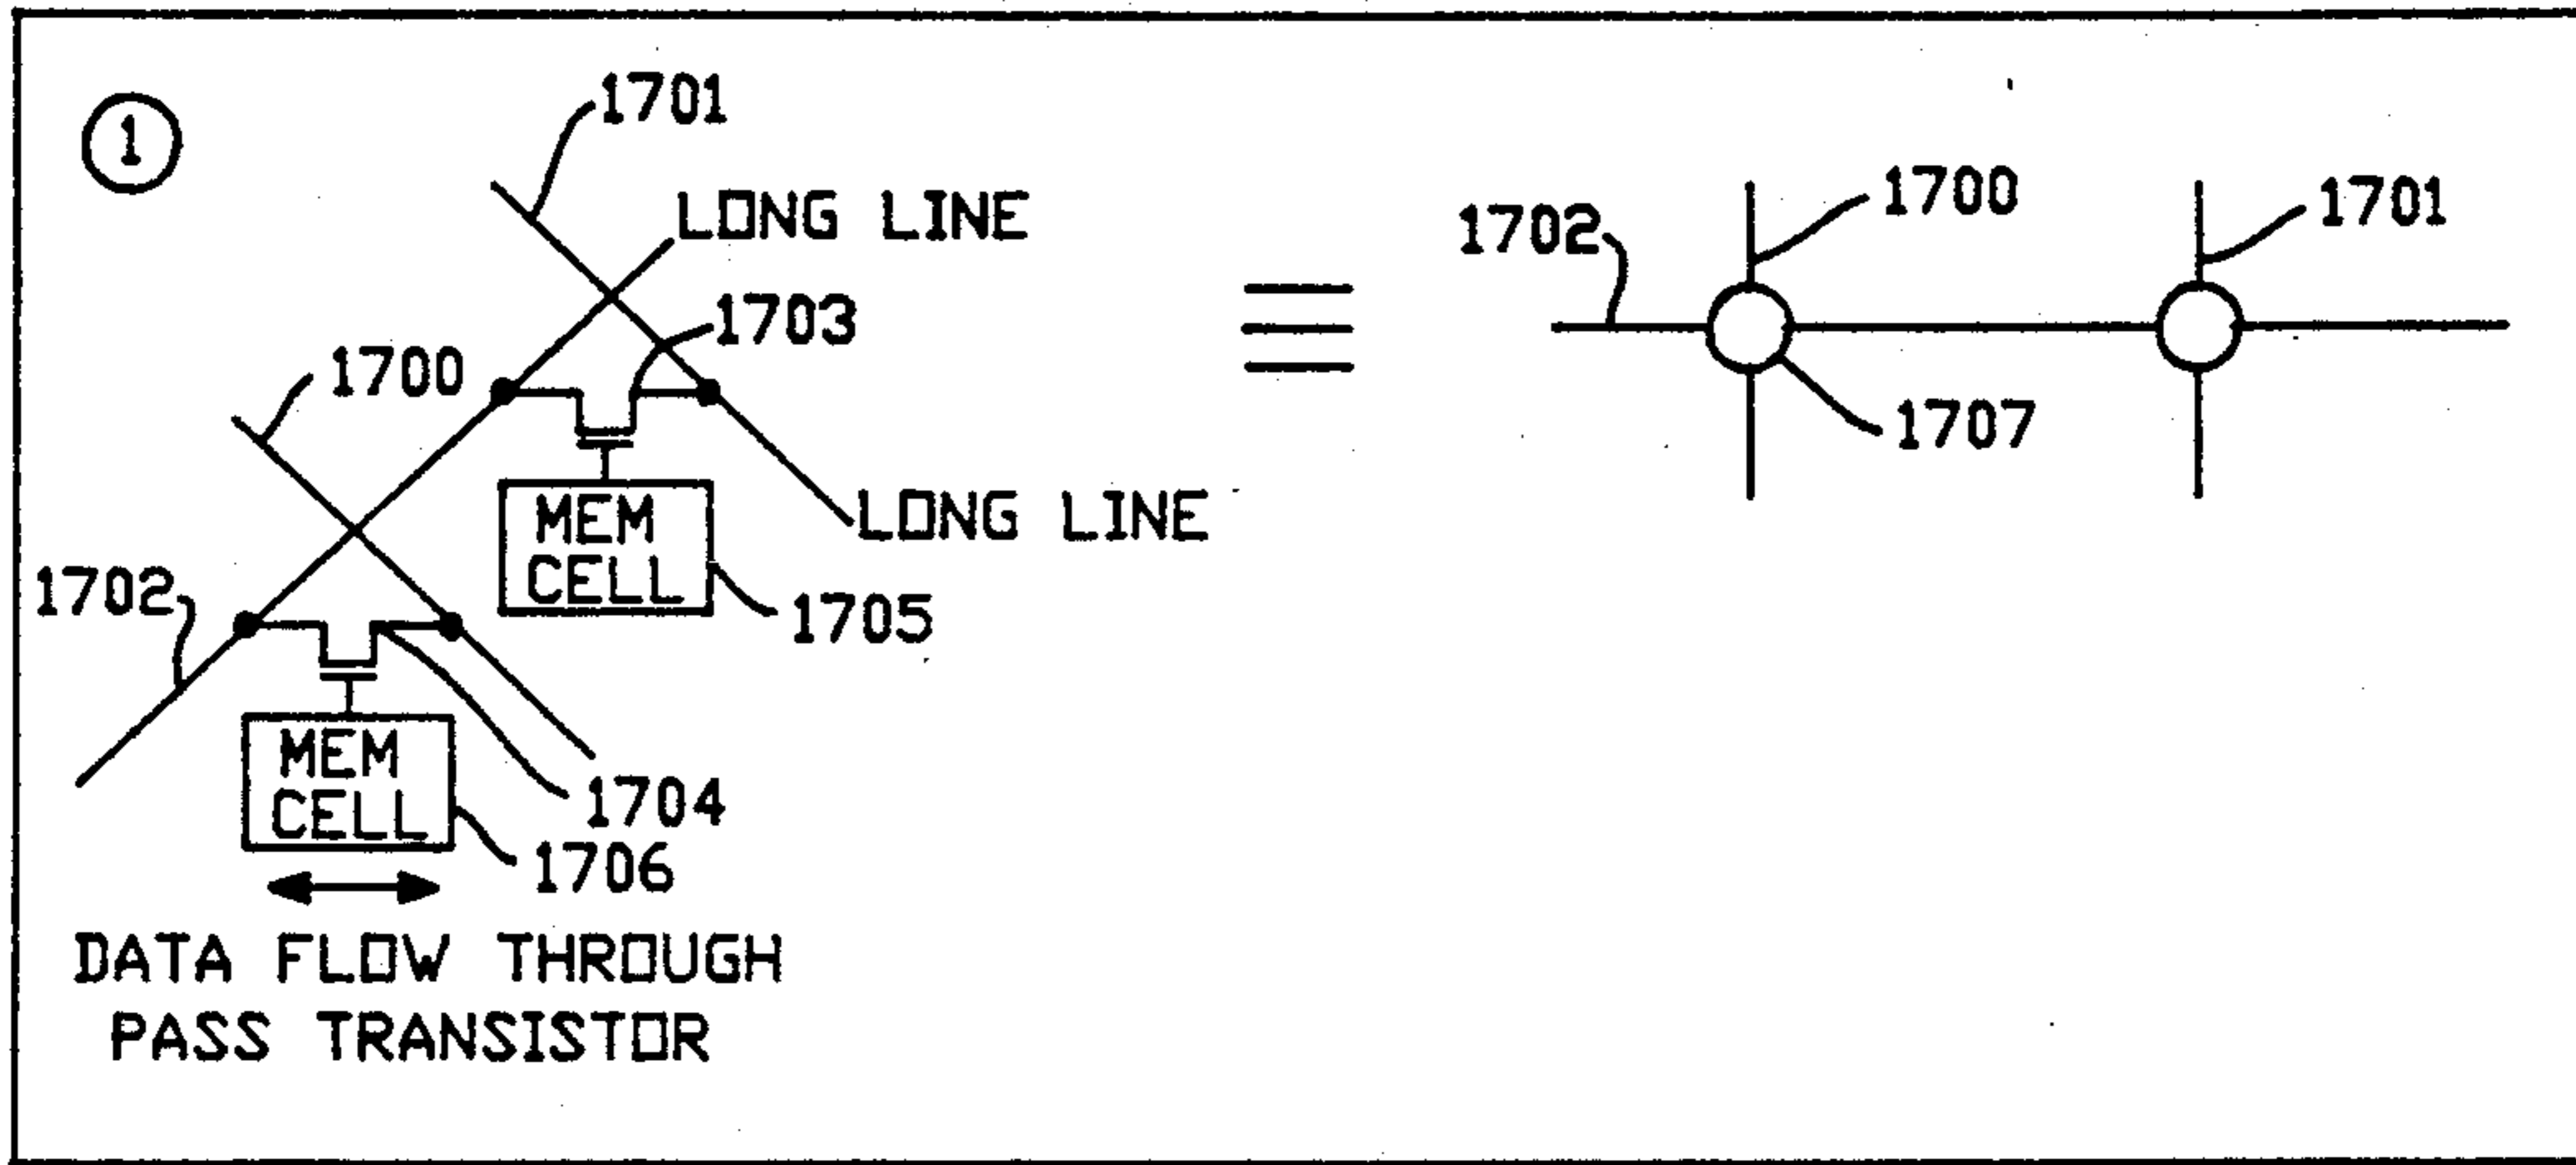 1
1701
LONG LINE
1703
1700
LONG LINE
MEM
CELL
1705
1702
1704
MEM
CELL
1706
DATA FLOW THROUGH
PASS TRANSISTOR
1702
1700
1701
1707